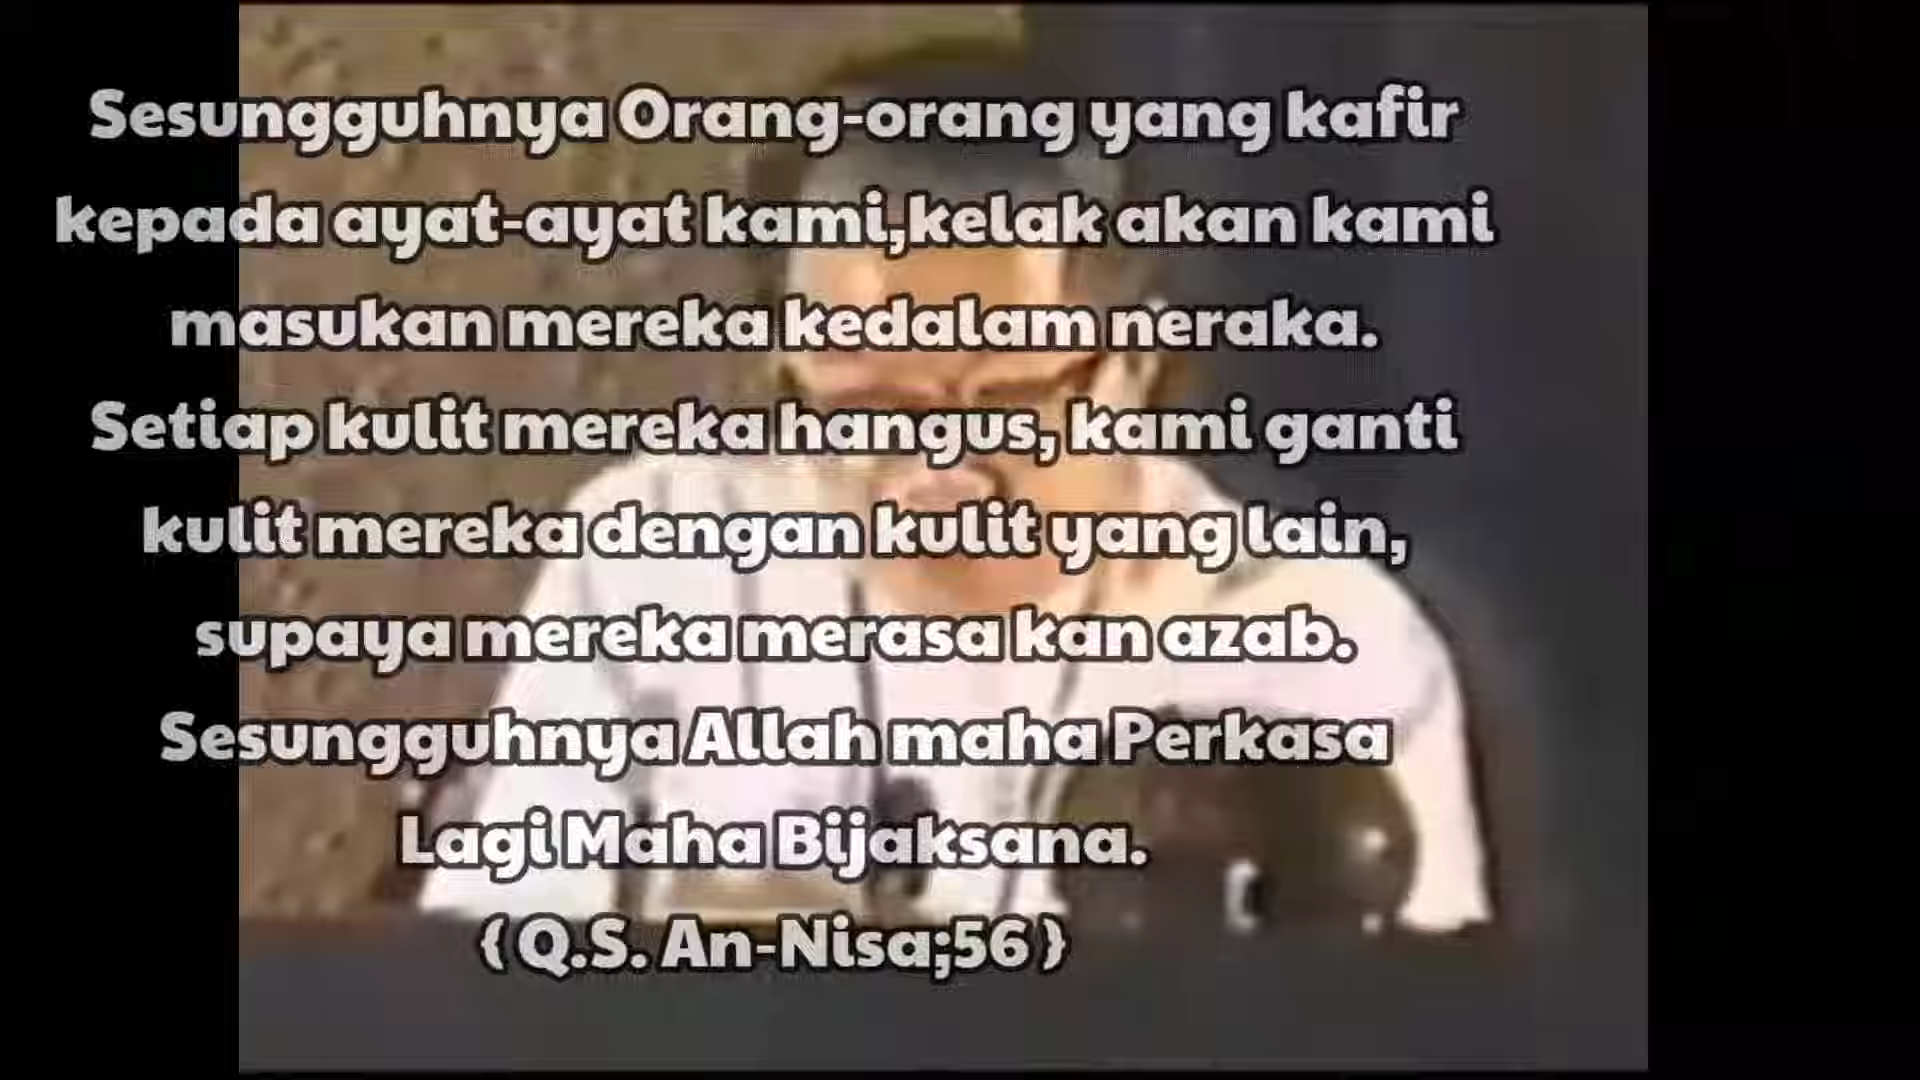 Sesungguhnya Orang-orang yang kafir
kepada ayat-ayat kami,kelak akan kami
masukan mereka kedalam neraka.
Setiap kulit mereka hangus, kami ganti
kulit mereka dengan kulit yang lain,
supaya mereka merasa kan azab.
Sesungguhnya Allah maha Perkasa
Lagi Maha Bijaksana.
{ Q.S. An-Nisa;56 }